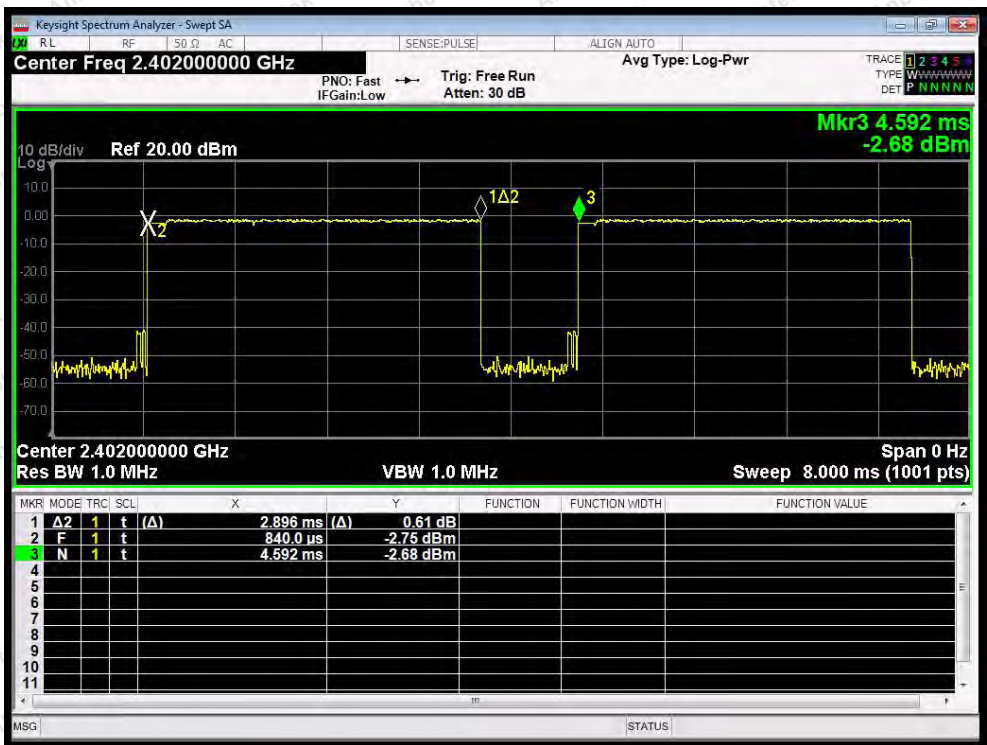 Keysight Spectrum Analyzer - Swept SA
LXI RL RF 50 Ω AC SENSE:PULSE ALIGN AUTO
Center Freq 2.402000000 GHz
PNO: Fast
IFGain:Low
Trig: Free Run
Atten: 30 dB
Avg Type: Log-Pwr
TRACE 1 2 3 4 5 6
TYPE WWWWWW
DET P N N N N N
Mkr3 4.592 ms
-2.68 dBm
10 dB/div Ref 20.00 dBm
Log
10.0
0.00
-10.0
-20.0
-30.0
-40.0
-50.0
-60.0
-70.0
2
1Δ2
3
Center 2.402000000 GHz Span 0 Hz
Res BW 1.0 MHz VBW 1.0 MHz Sweep 8.000 ms (1001 pts)
MKR MODE TRC SCL X Y FUNCTION FUNCTION WIDTH FUNCTION VALUE
1 Δ2 1 t (Δ) 2.896 ms (Δ) 0.61 dB
2 F 1 t 840.0 µs -2.75 dBm
3 N 1 t 4.592 ms -2.68 dBm
4
5
6
7
8
9
10
11
MSG STATUS